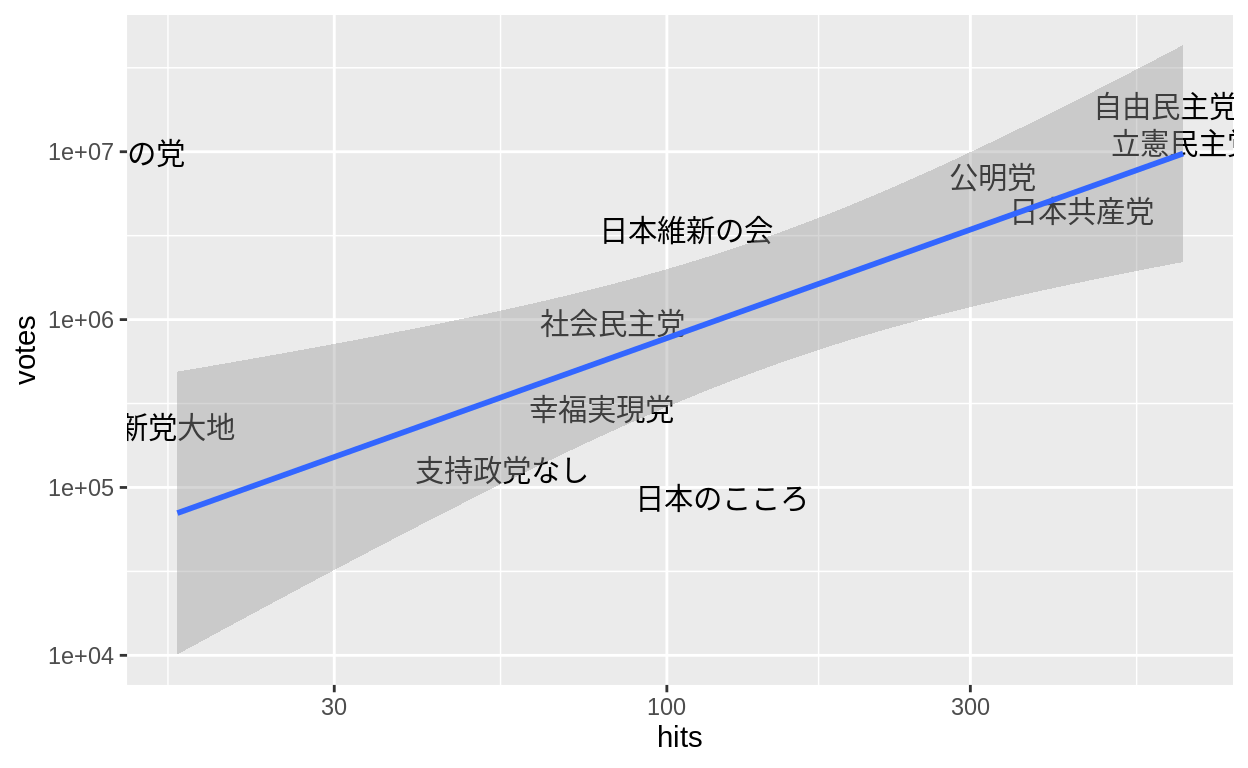 自由民主党
立憲民主
1e+07
の党
公明党
日本共産党
日本維新の会
votes
1e+06
社会民主党
幸福実現党
新党大地
支持政党なし
1e+05
日本のこころ
1e+04
30
100
300
hits